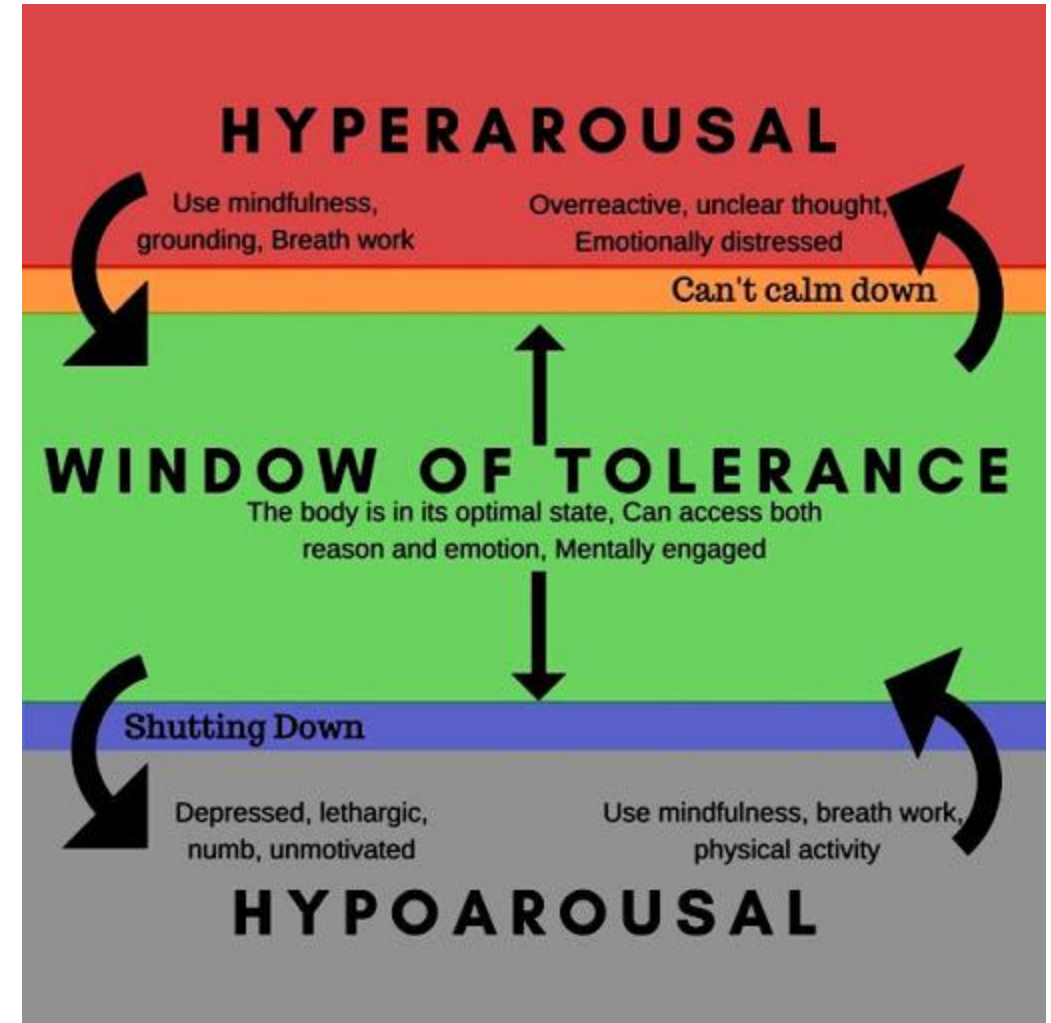 HYPERAROUSAL
Use mindfulness,
grounding, Breath work
Overreactive, unclear thought,
Emotionally distressed
Can't calm down
WINDOW OF TOLERANCE
The body is in its optimal state, Can access both
reason and emotion, Mentally engaged
Shutting Down
Depressed, lethargic,
numb, unmotivated
Use mindfulness, breath work,
physical activity
HYPOAROUSAL